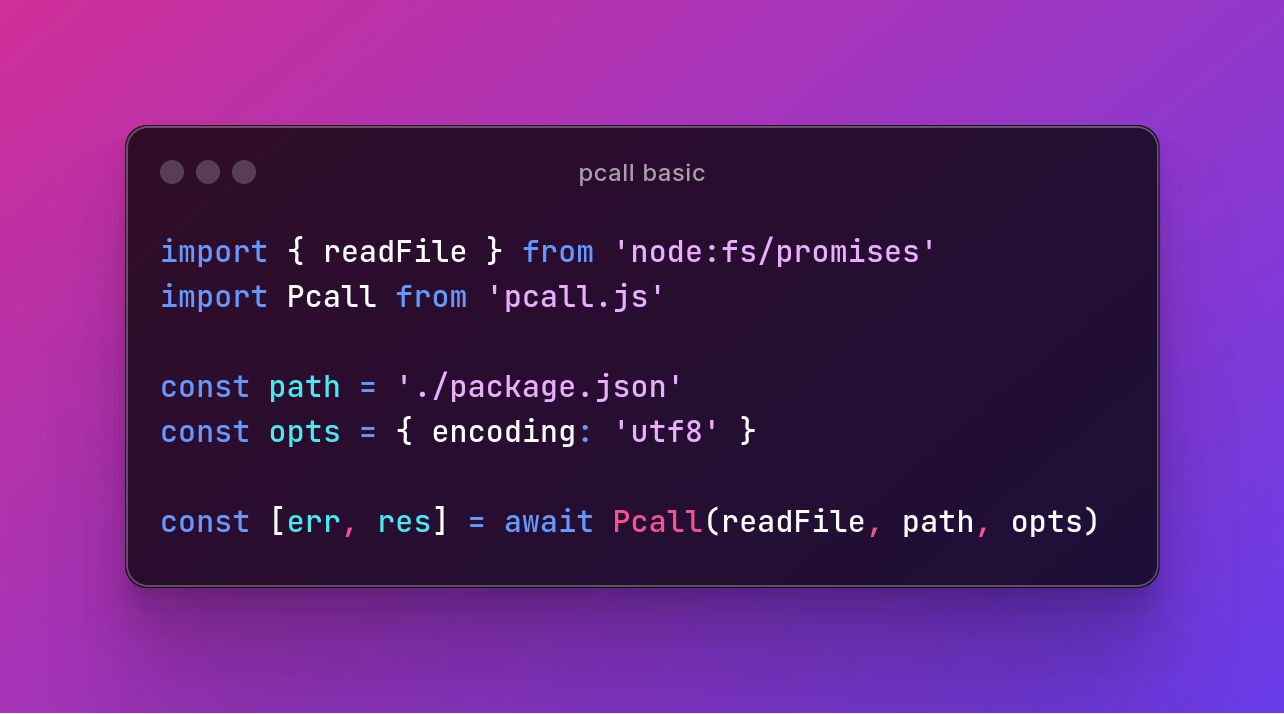 pcall basic
import { readFile } from 'node:fs/promises'
import Pcall from 'pcall.js'
const path = './package.json'
const opts = { encoding: 'utf8' }
const [err, res] = await Pcall(readFile, path, opts)